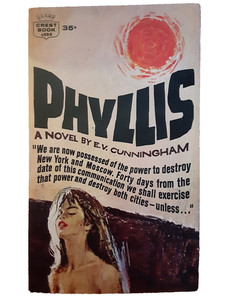 CREST BOOK
35¢
PHYLLIS
A NOVEL BY E.V. CUNNINGHAM
"We are now possessed of the power to destroy
New York and Moscow. Forty days from the
date of this communication we shall exercise
that power and destroy both cities—unless..."